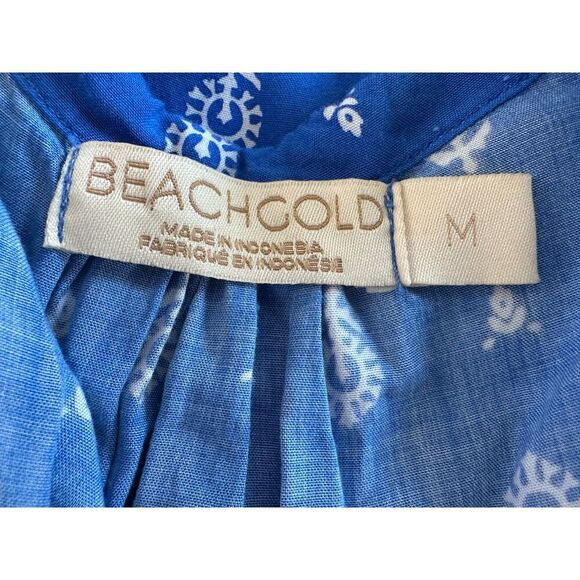 BEACHGOLD
MADE IN INDONESIA
FABRIQUÉ EN INDONÉSIE
M